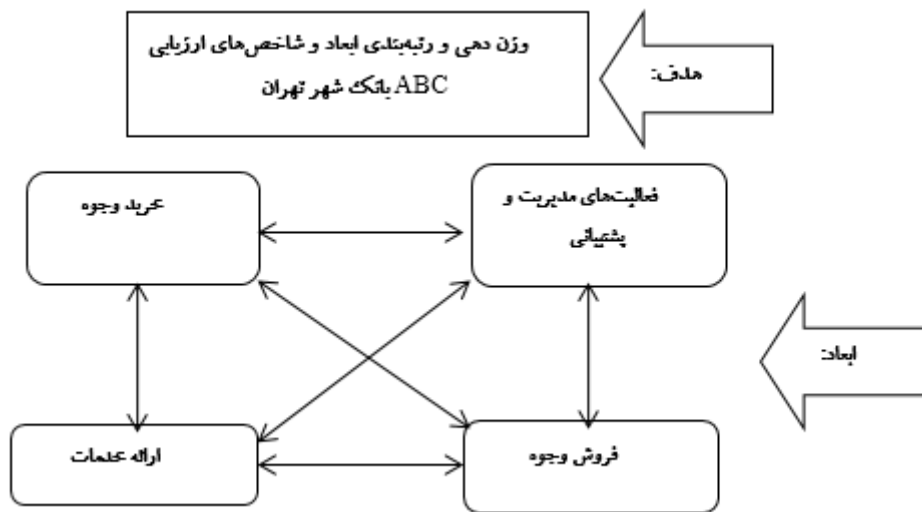 وزن دهی و رتبه‌بندی ابعاد و شاخص‌های ارزیابی
ABC بانک شهر تهران
هدف:
خرید وجوه
فعالیت‌های مدیریت و
پشتیبانی
ابعاد:
ارائه خدمات
فروش وجوه